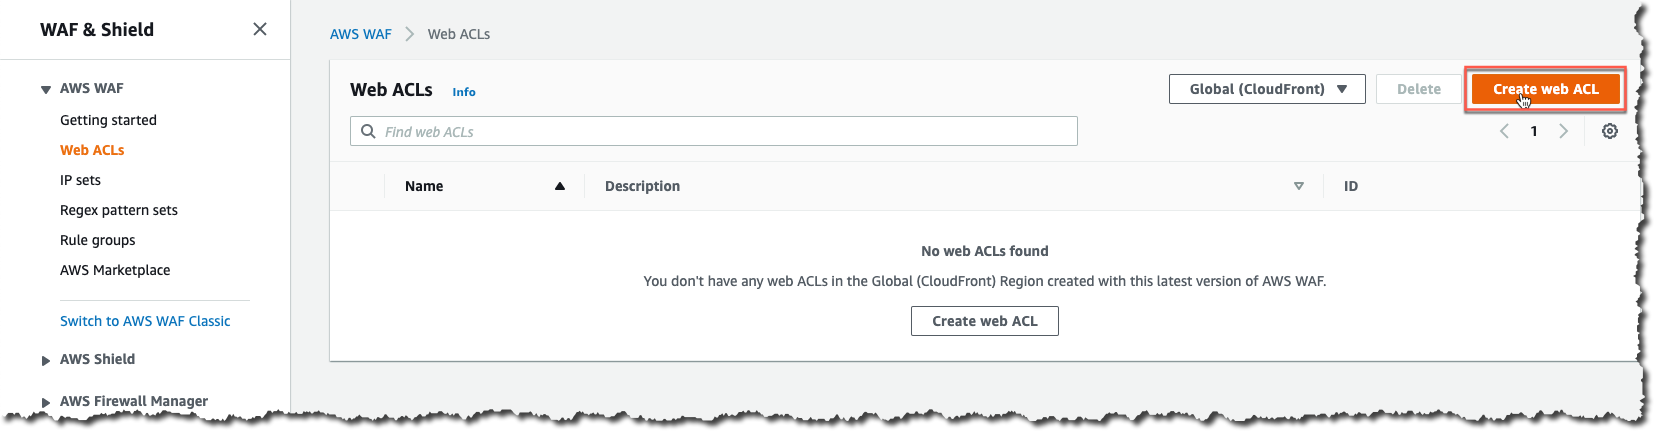 WAF & Shield
AWS WAF
Getting started
Web ACLs
IP sets
Regex pattern sets
Rule groups
AWS Marketplace
Switch to AWS WAF Classic
AWS Shield
AWS Firewall Manager
AWS WAF Web ACLs
Web ACLs Info Global (CloudFront) Delete Create web ACL
Find web ACLs 1
Name Description ID
No web ACLs found
You don't have any web ACLs in the Global (CloudFront) Region created with this latest version of AWS WAF.
Create web ACL